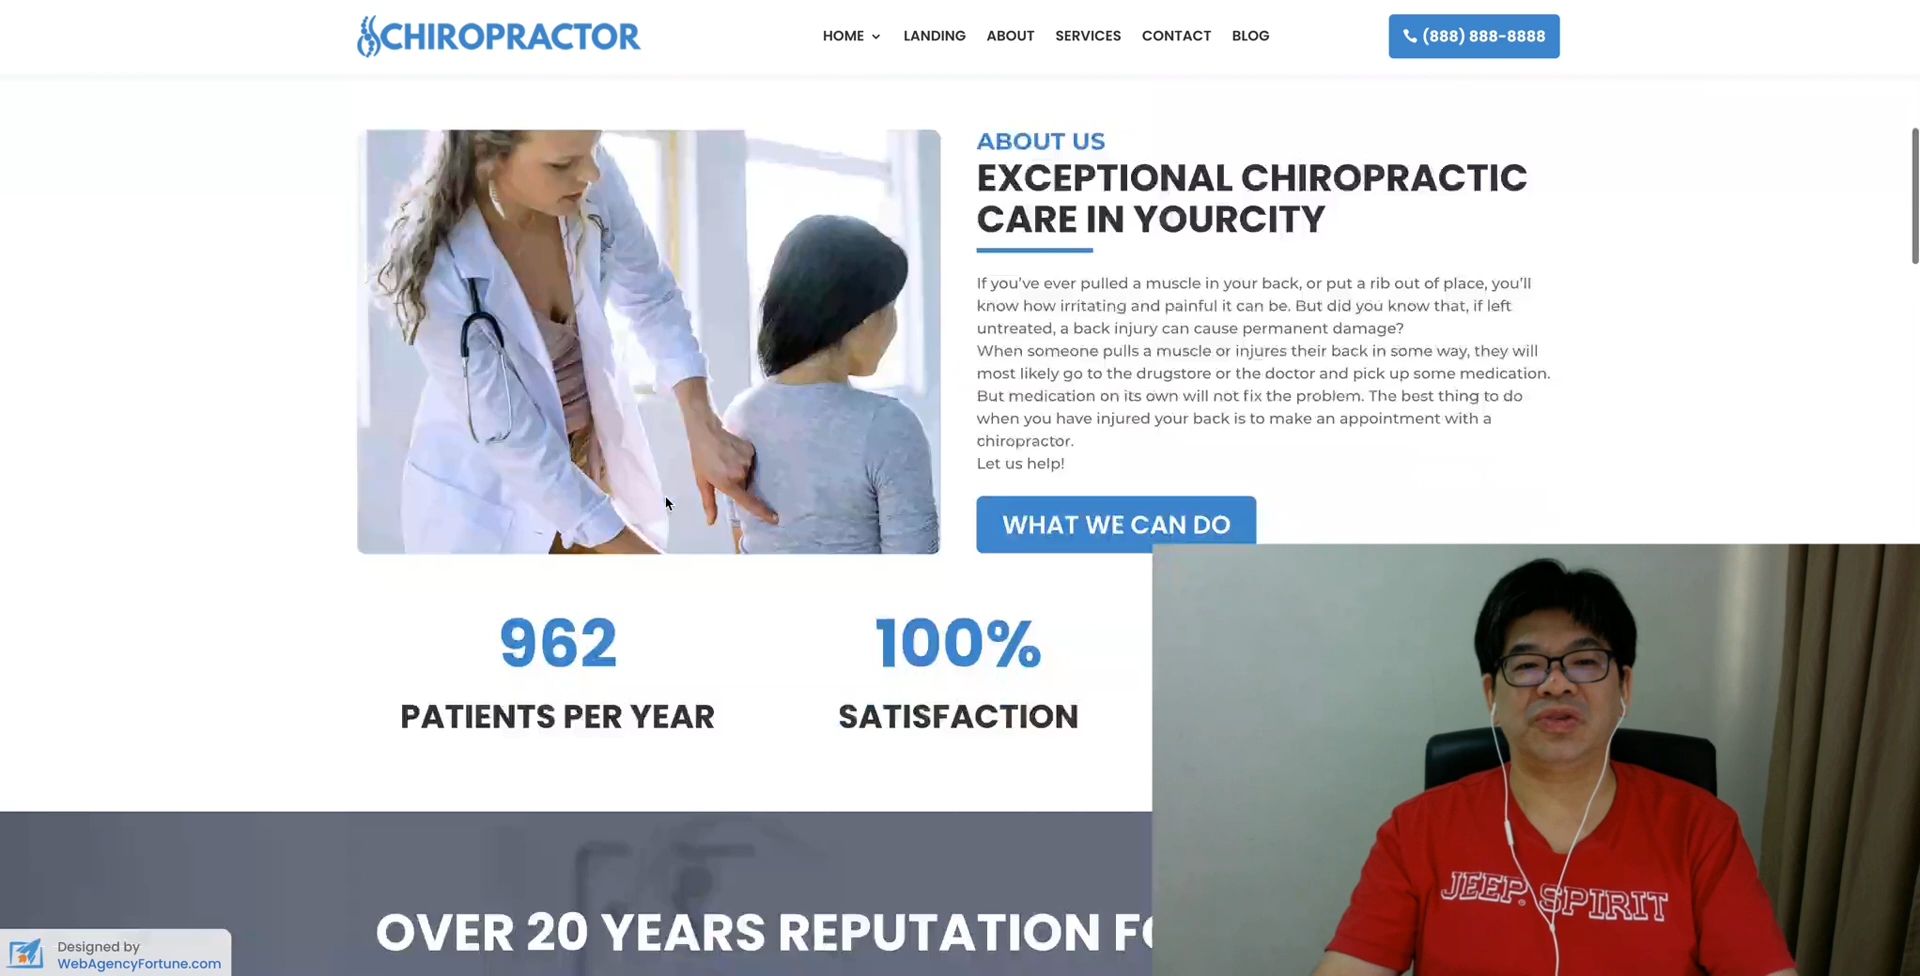 CHIROPRACTOR
HOME
LANDING
ABOUT
SERVICES
CONTACT
BLOG
(888) 888-8888
ABOUT US
EXCEPTIONAL CHIROPRACTIC
CARE IN YOURCITY
If you've ever pulled a muscle in your back, or put a rib out of place, you'll
know how irritating and painful it can be. But did you know that, if left
untreated, a back injury can cause permanent damage?
When someone pulls a muscle or injures their back in some way, they will
most likely go to the drugstore or the doctor and pick up some medication.
But medication on its own will not fix the problem. The best thing to do
when you have injured your back is to make an appointment with a
chiropractor.
Let us help!
WHAT WE CAN DO
962
PATIENTS PER YEAR
100%
SATISFACTION
OVER 20 YEARS REPUTATION
JEEP SPIRIT
Designed by
WebAgencyFortune.com